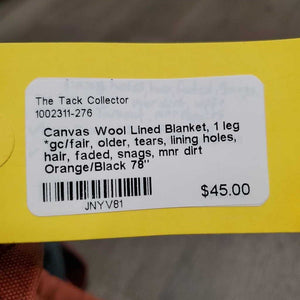 The Tack Collector
1002311-276
Canvas Wool Lined Blanket, 1 leg
*gc/fair, older, tears, lining holes,
hair, faded, snags, mnr dirt
Orange/Black 78"
$45.00
JNYV81